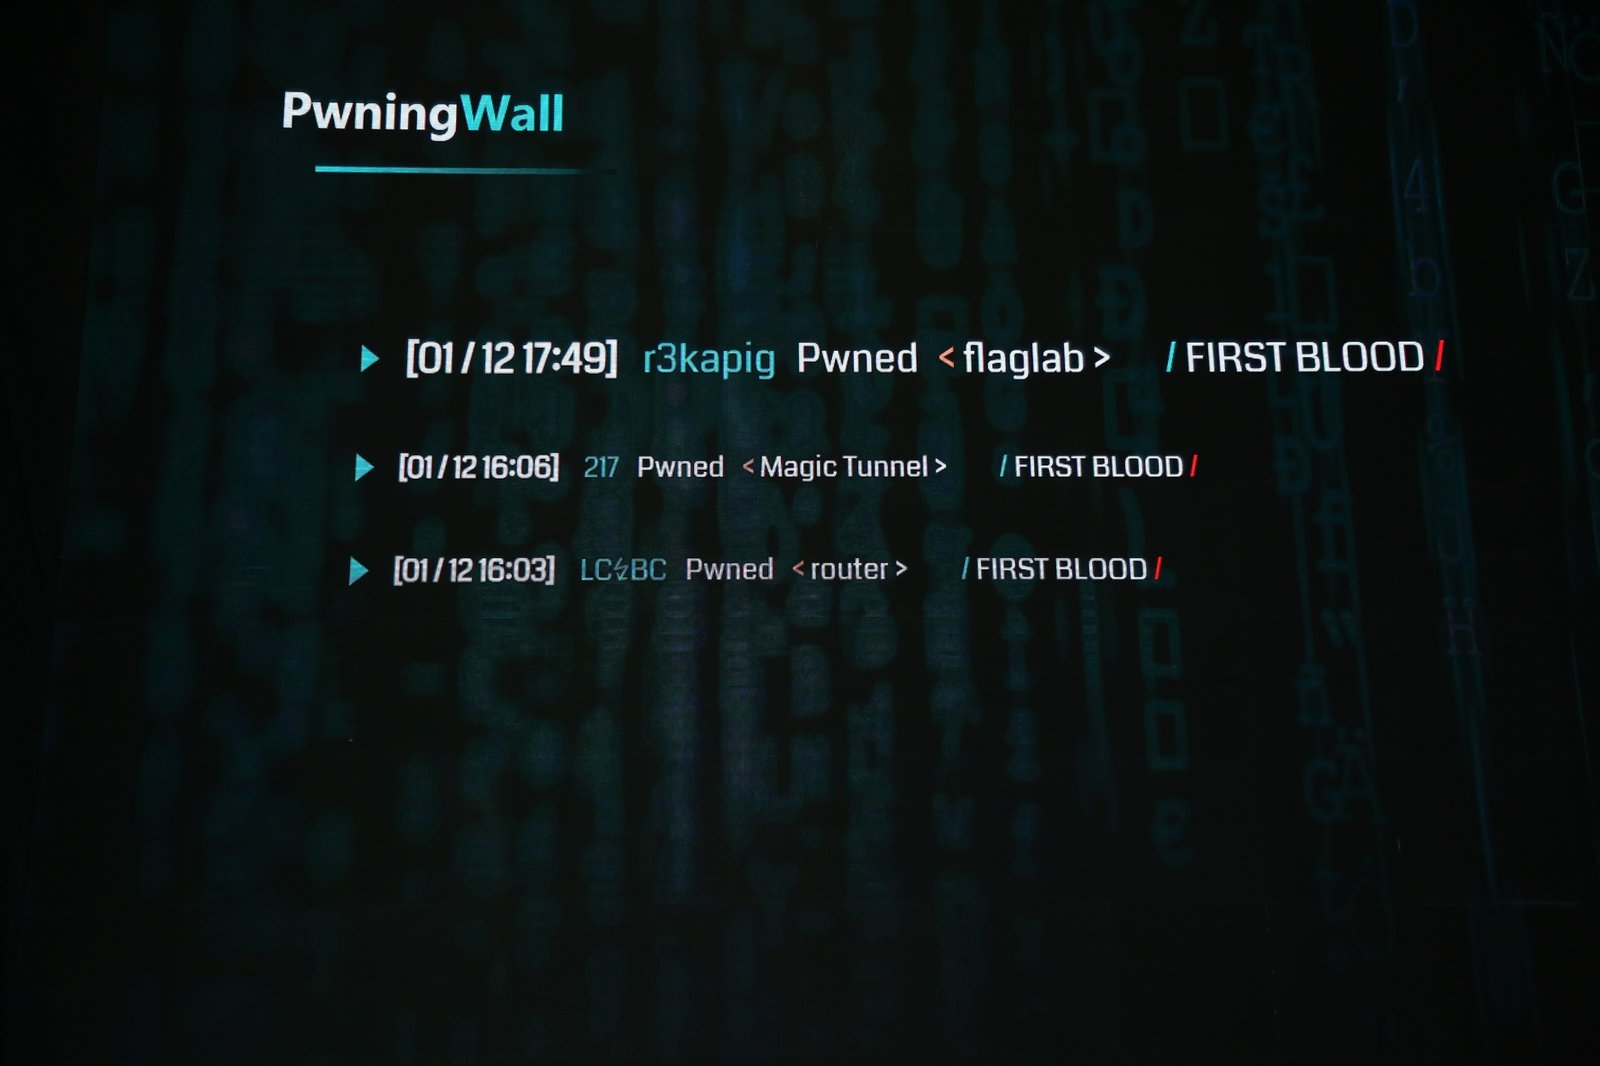 PwningWall
[01 / 12 17:49] r3kapig Pwned < flaglab > / FIRST BLOOD /
[01 / 12 16:06] 217 Pwned < Magic Tunnel > / FIRST BLOOD /
[01 / 12 16:03] LC↯BC Pwned < router > / FIRST BLOOD /